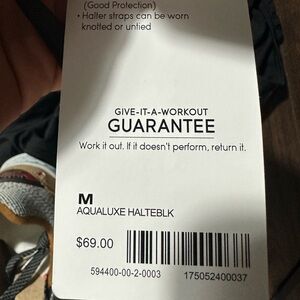 (Good Protection)
• Halter straps can be worn
knotted or untied
GIVE-IT-A-WORKOUT
GUARANTEE
Work it out. If it doesn't perform, return it.
M
AQUALUXE HALTEBLK
$69.00
594400-00-2-0003 175052400037